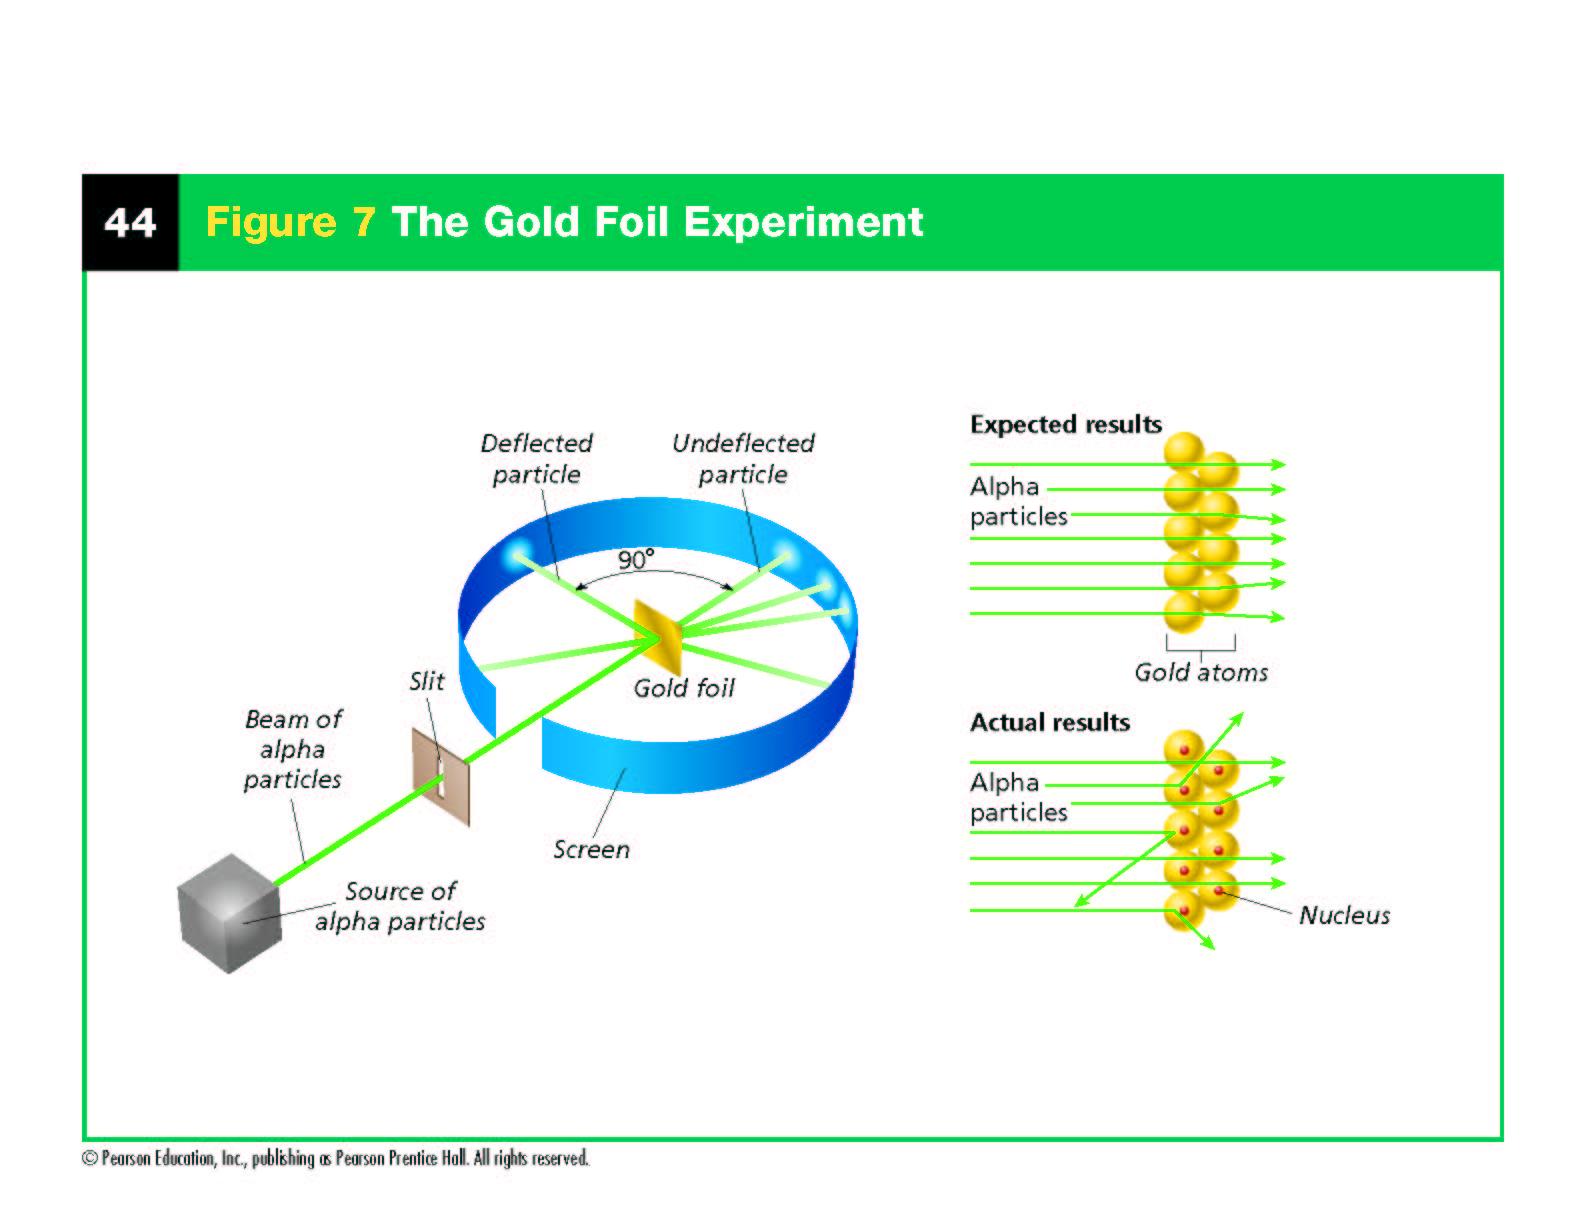 44 Figure 7 The Gold Foil Experiment
Deflected
particle
Undeflected
particle
90°
Slit
Gold foil
Beam of
alpha
particles
Screen
Source of
alpha particles
Expected results
Alpha
particles
Gold atoms
Actual results
Alpha
particles
Nucleus
© Pearson Education, Inc., publishing as Pearson Prentice Hall. All rights reserved.